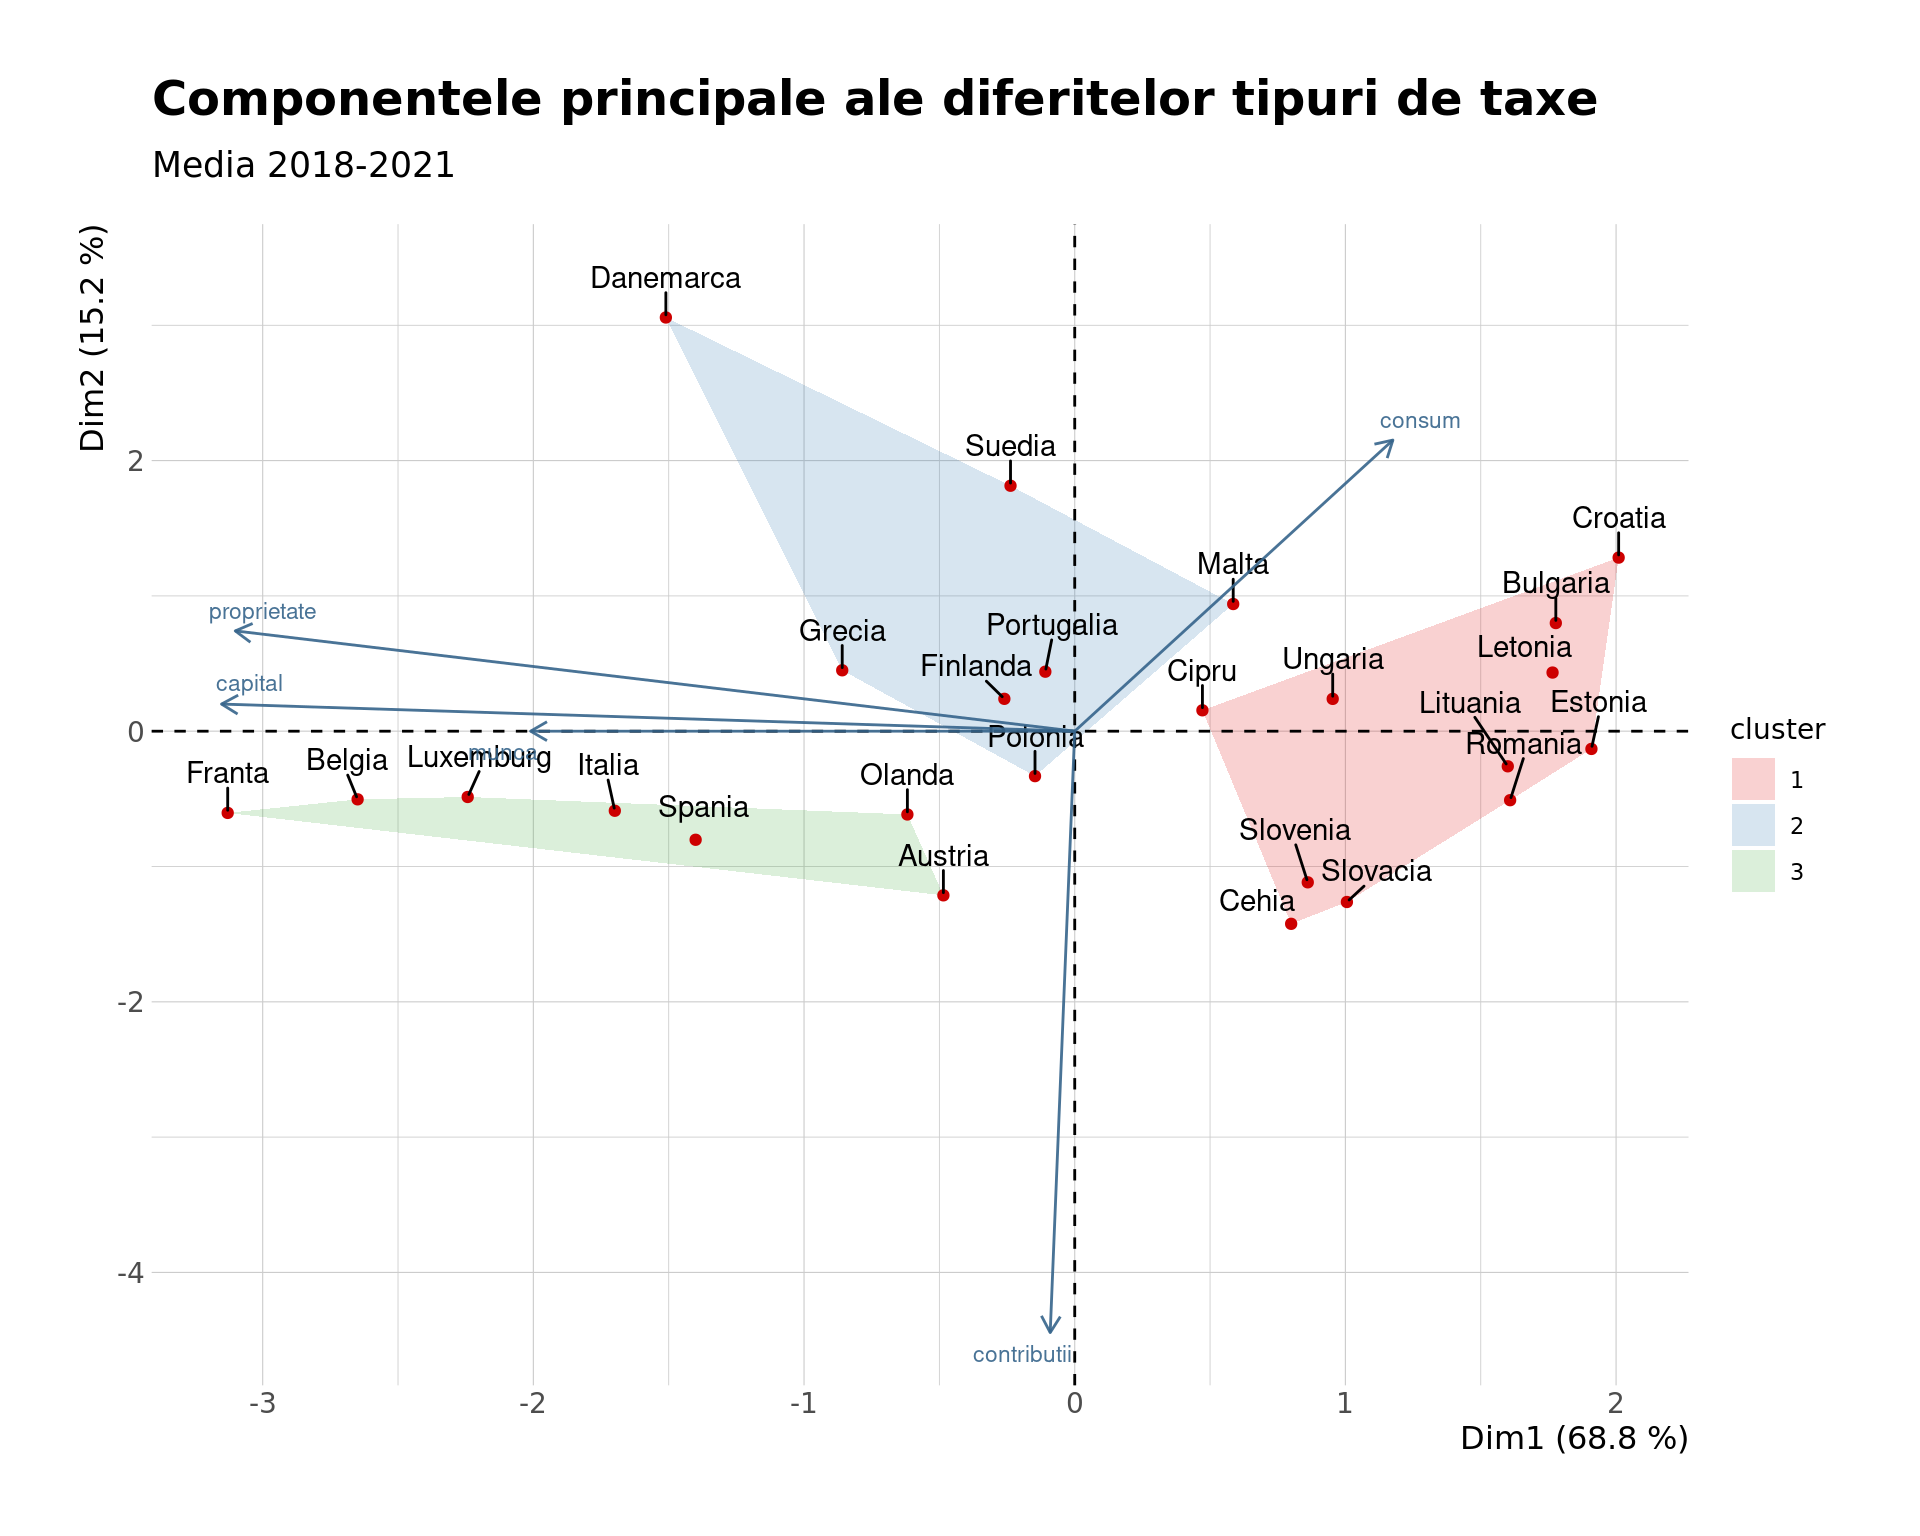 Componentele principale ale diferitelor tipuri de taxe
Media 2018-2021
Dim2 (15.2 %)
Danemarca
consum
Suedia
2
Croatia
Malta
Bulgaria
proprietate
Portugalia
Grecia
Letonia
Finlanda
Cipru
Ungaria
capital
Lituania
Estonia
0
Polonia
Romania
cluster
munca
Luxemburg
Belgia
Italia
Franta
Olanda
1
Spania
2
Slovenia
Austria
Slovacia
3
Cehia
-2
-4
contributii
-3
-2
-1
0
1
2
Dim1 (68.8 %)